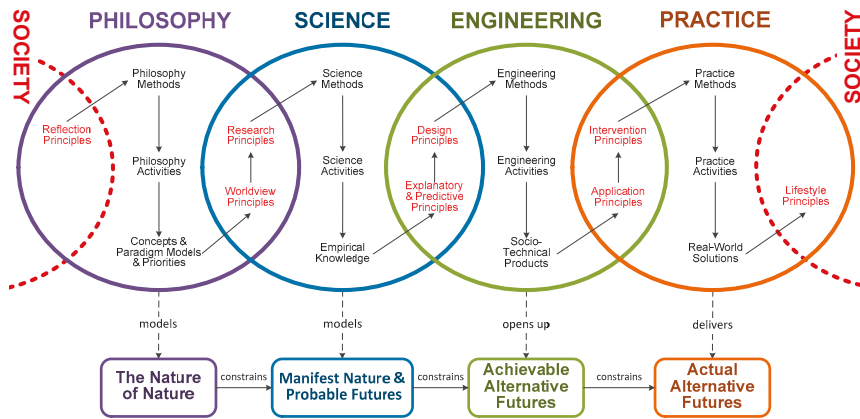 PHILOSOPHY
SCIENCE
ENGINEERING
PRACTICE
SOCIETY
Reflection
Principles
Philosophy
Methods
Philosophy
Activities
Concepts &
Paradigm Models
& Priorities
Research
Principles
Worldview
Principles
Science
Methods
Science
Activities
Empirical
Knowledge
Design
Principles
Explanatory
& Predictive
Principles
Engineering
Methods
Engineering
Activities
Socio-
Technical
Products
Intervention
Principles
Application
Principles
Practice
Methods
Practice
Activities
Real-World
Solutions
Lifestyle
Principles
SOCIETY
models
models
opens up
delivers
The Nature
of Nature
constrains
Manifest Nature &
Probable Futures
constrains
Achievable
Alternative
Futures
constrains
Actual
Alternative
Futures